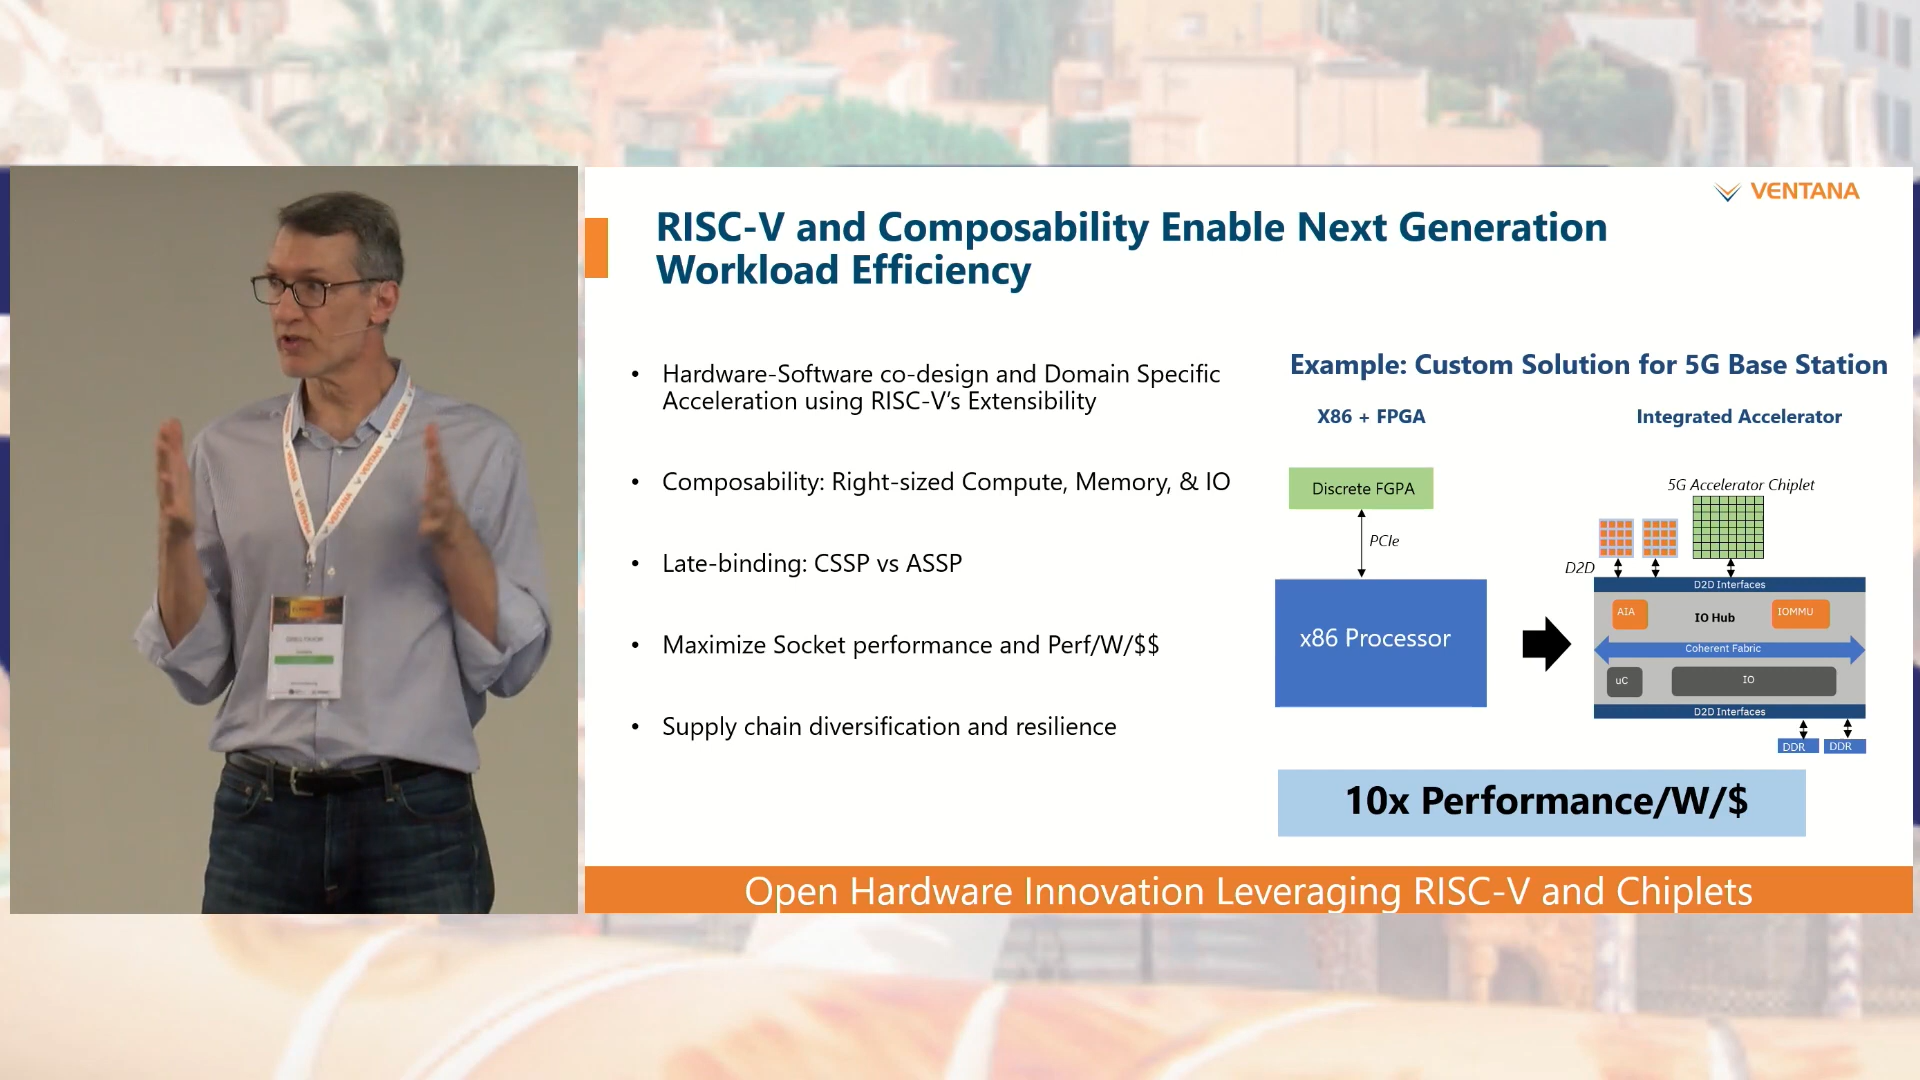 VENTANA
RISC-V and Composability Enable Next Generation
Workload Efficiency
• Hardware-Software co-design and Domain Specific
Acceleration using RISC-V's Extensibility
• Composability: Right-sized Compute, Memory, & IO
• Late-binding: CSSP vs ASSP
• Maximize Socket performance and Perf/W/$$
• Supply chain diversification and resilience
Example: Custom Solution for 5G Base Station
X86 + FPGA
Discrete FGPA
PCIe
x86 Processor
Integrated Accelerator
5G Accelerator Chiplet
D2D
D2D Interfaces
AIA
IO Hub
IOMMU
Coherent Fabric
uC
IO
D2D Interfaces
DDR
DDR
10x Performance/W/$
Open Hardware Innovation Leveraging RISC-V and Chiplets
VENTANA
VENTANA